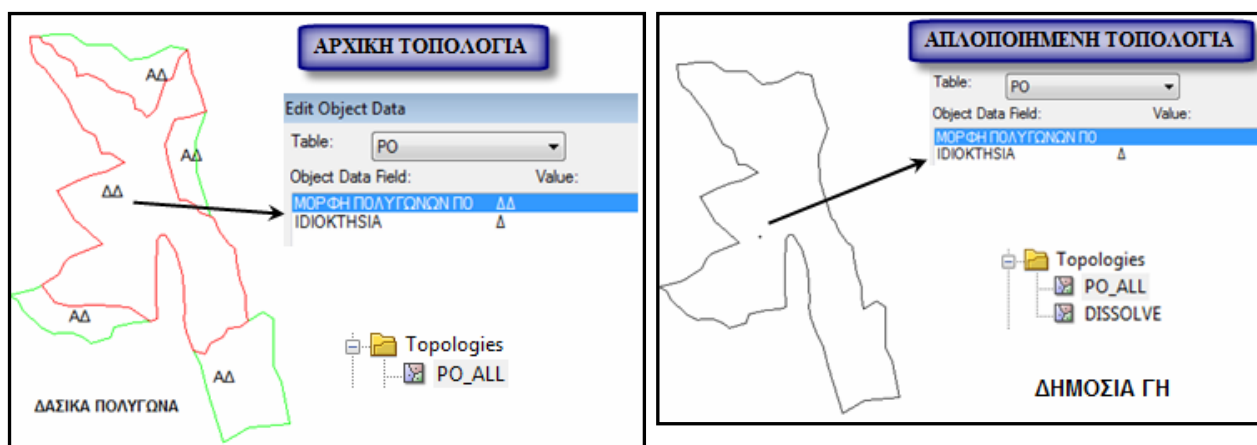 ΑΡΧΙΚΗ ΤΟΠΟΛΟΓΙΑ
ΑΔ
Edit Object Data
Table: PO
ΑΔ
Object Data Field: Value:
ΔΔ
ΜΟΡΦΗ ΠΟΛΥΓΩΝΩΝ ΠΟ ΔΔ
IDIOKTHSIA Δ
ΑΔ
Topologies
PO_ALL
ΑΔ
ΔΑΣΙΚΑ ΠΟΛΥΓΩΝΑ
ΑΠΛΟΠΟΙΗΜΕΝΗ ΤΟΠΟΛΟΓΙΑ
Table: PO
Object Data Field: Value:
ΜΟΡΦΗ ΠΟΛΥΓΩΝΩΝ ΠΟ
IDIOKTHSIA Δ
Topologies
PO_ALL
DISSOLVE
ΔΗΜΟΣΙΑ ΓΗ